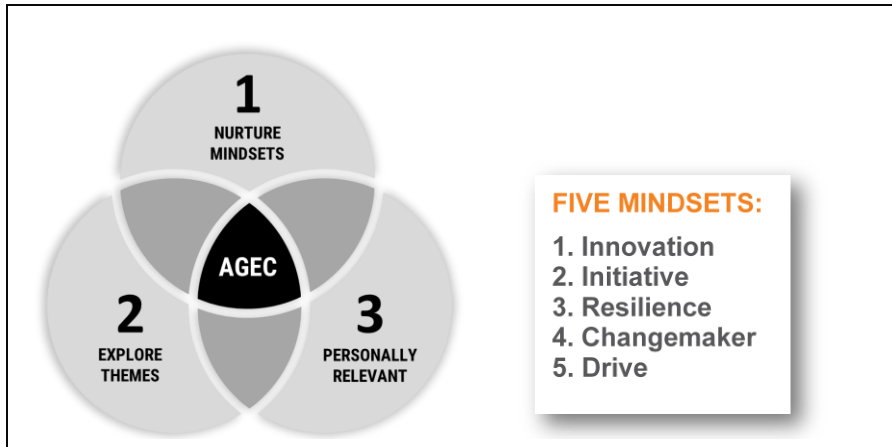 1
NURTURE
MINDSETS
AGEC
2
EXPLORE
THEMES
3
PERSONALLY
RELEVANT
FIVE MINDSETS:
1. Innovation
2. Initiative
3. Resilience
4. Changemaker
5. Drive